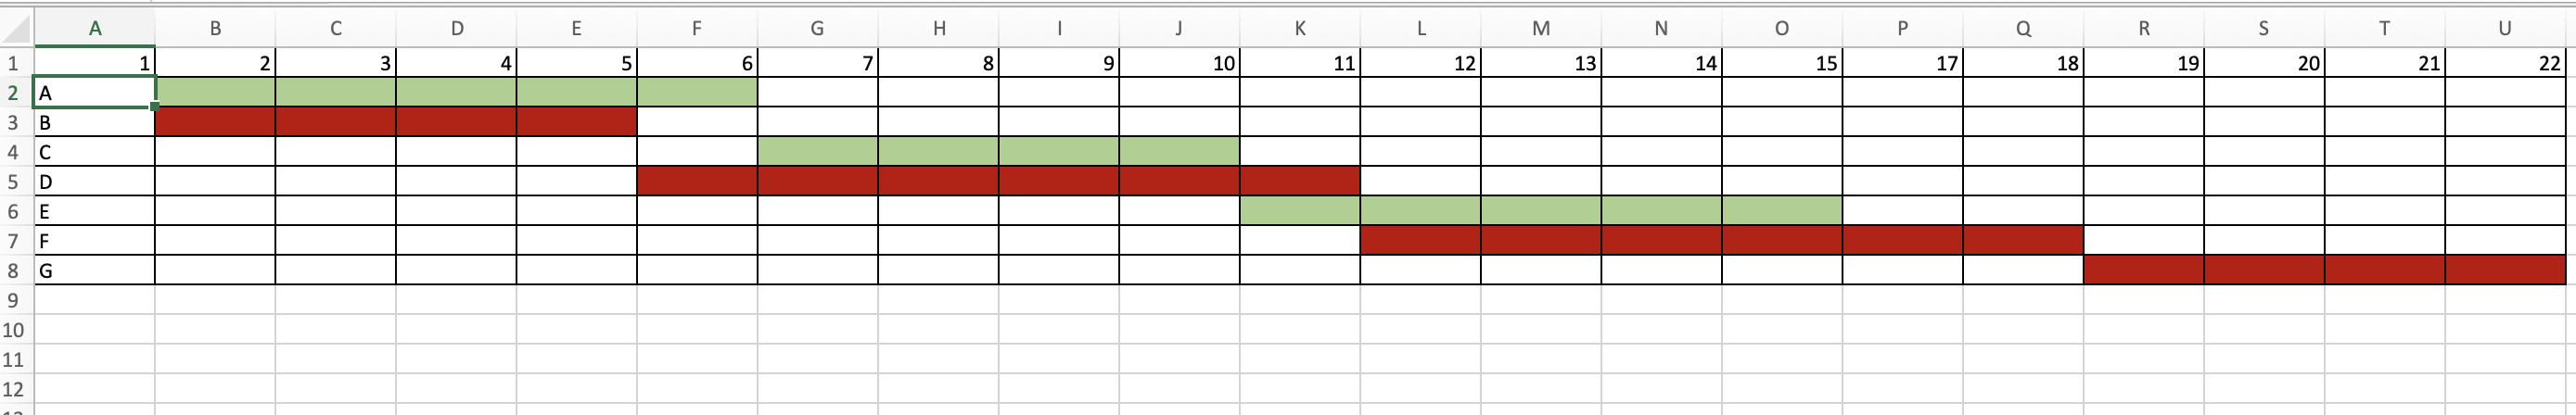 A B C D E F G H I J K L M N O P Q R S T U
1 1 2 3 4 5 6 7 8 9 10 11 12 13 14 15 17 18 19 20 21 22
2 A
3 B
4 C
5 D
6 E
7 F
8 G
9
10
11
12